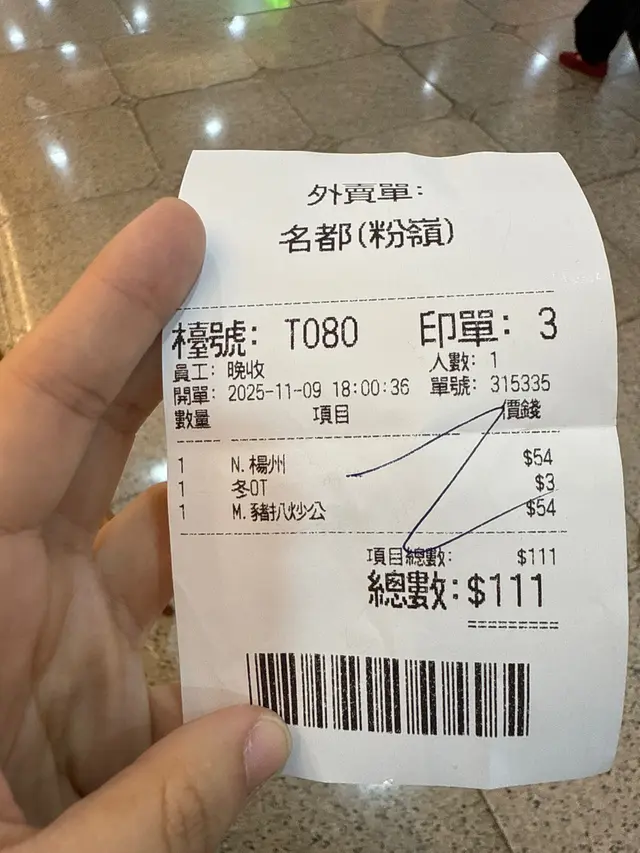 外賣單:
名都(粉嶺)
檯號: T080 印單: 3
員工: 晚收 人數: 1
開單: 2025-11-09 18:00:36 單號: 315335
數量 項目 價錢
1 N.楊州 $54
1 冬OT $3
1 M.豬扒炒公 $54
項目總數: $111
總數:$111